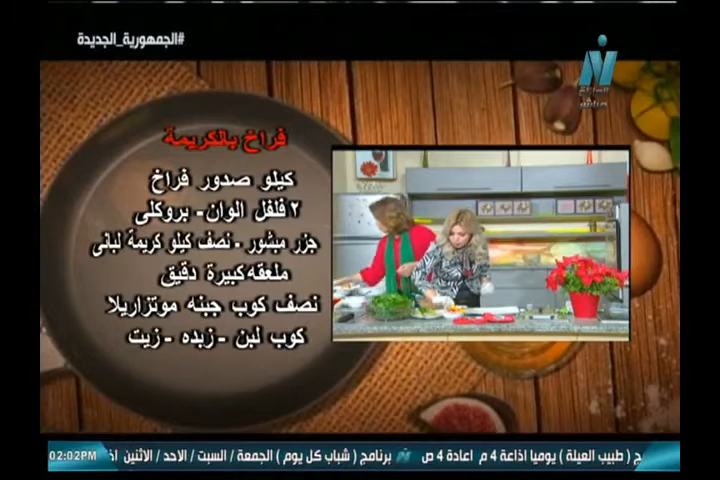 #الجمهورية_الجديدة
مباشر
فراخ بالكريمة
كيلو صدور فراخ
٢ فلفل الوان - بروكلى
جزر مبشور - نصف كيلو كريمة لبانى
ملعقه كبيرة دقيق
نصف كوب جبنه موتزاريلا
كوب لبن - زبده - زيت
ج ( طبيب العيلة ) يوميا اذاعة 4 م اعادة 4 ص برنامج ( شباب كل يوم ) الجمعة / السبت / الاحد / الاثنين
02:02PM